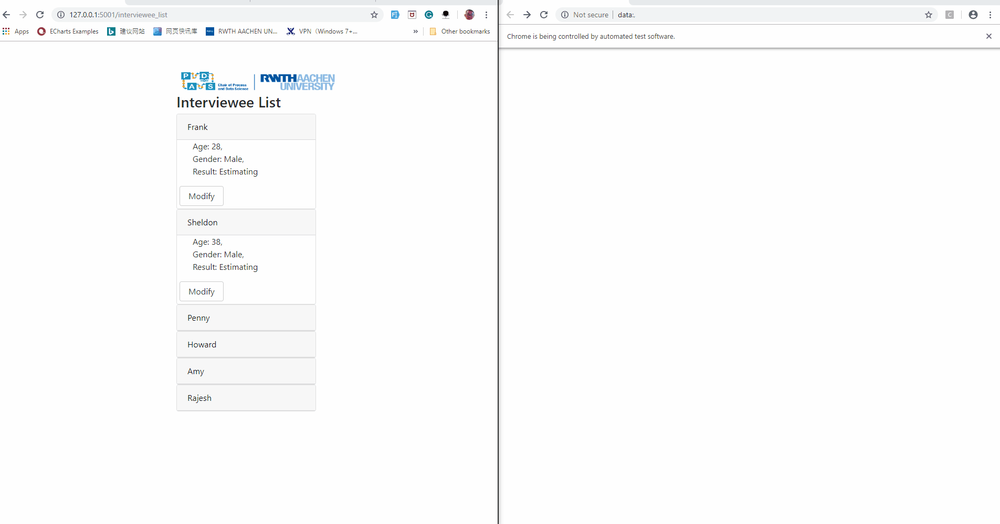 127.0.0.1:5001/interviewee_list
Apps ECharts Examples 建议网站 网页快讯库 RWTH AACHEN UN... VPN（Windows 7+... » Other bookmarks
P D
A S
Chair of Process
and Data Science
RWTHAACHEN
UNIVERSITY
Interviewee List
Frank
Age: 28,
Gender: Male,
Result: Estimating
Modify
Sheldon
Age: 38,
Gender: Male,
Result: Estimating
Modify
Penny
Howard
Amy
Rajesh
Not secure data:,
Chrome is being controlled by automated test software.